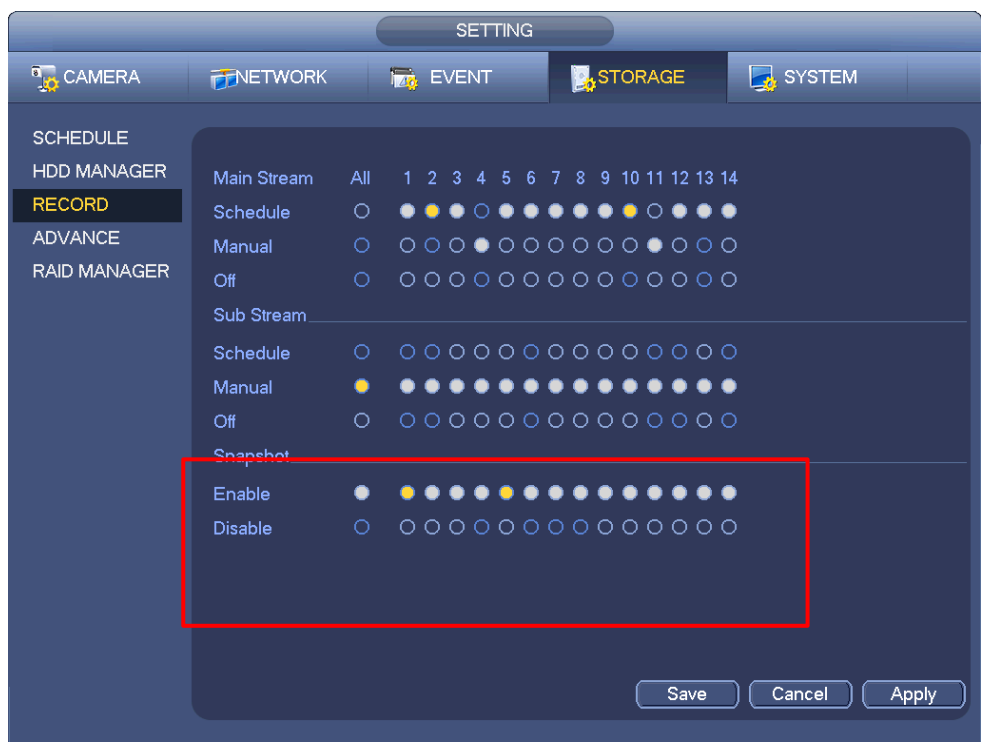 SETTING
CAMERA NETWORK EVENT STORAGE SYSTEM
SCHEDULE
HDD MANAGER
RECORD
ADVANCE
RAID MANAGER
Main Stream All 1 2 3 4 5 6 7 8 9 10 11 12 13 14
Schedule
Manual
Off
Sub Stream
Schedule
Manual
Off
Snapshot
Enable
Disable
Save Cancel Apply